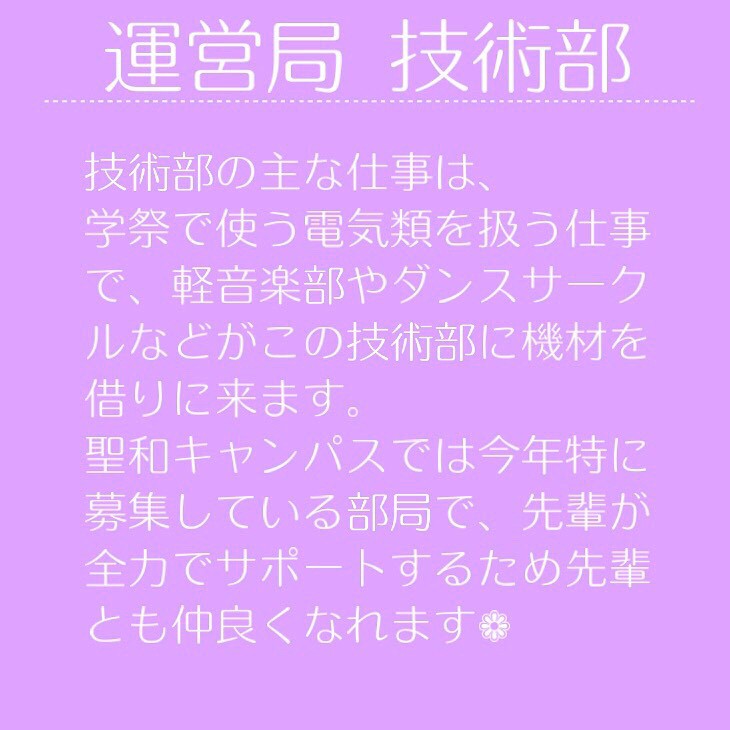 運営局 技術部
技術部の主な仕事は、
学祭で使う電気類を扱う仕事
で、軽音楽部やダンスサーク
ルなどがこの技術部に機材を
借りに来ます。
聖和キャンパスでは今年特に
募集している部局で、先輩が
全力でサポートするため先輩
とも仲良くなれます❁